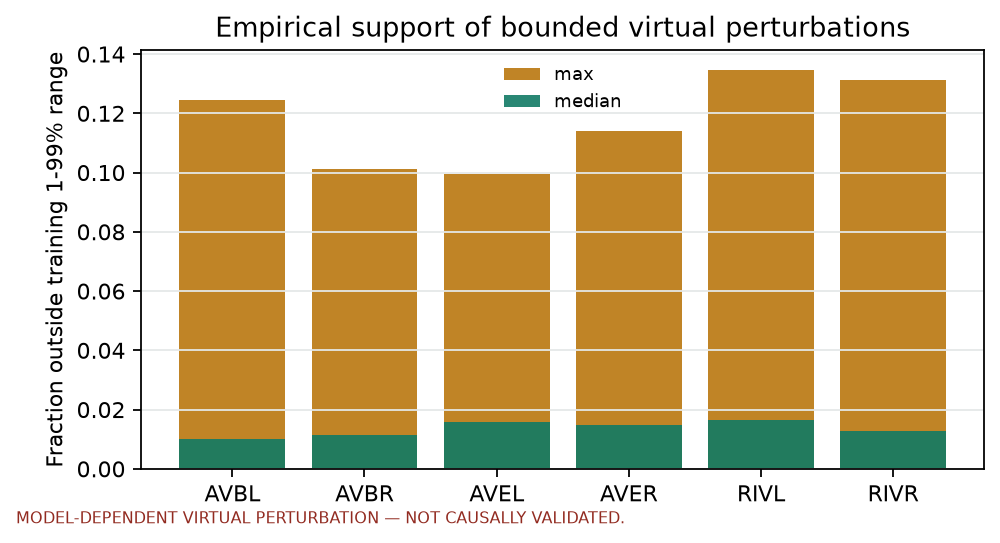 Empirical support of bounded virtual perturbations
Fraction outside training 1-99% range
0.14
0.12
0.10
0.08
0.06
0.04
0.02
0.00
max
median
AVBL AVBR AVEL AVER RIVL RIVR
MODEL-DEPENDENT VIRTUAL PERTURBATION — NOT CAUSALLY VALIDATED.